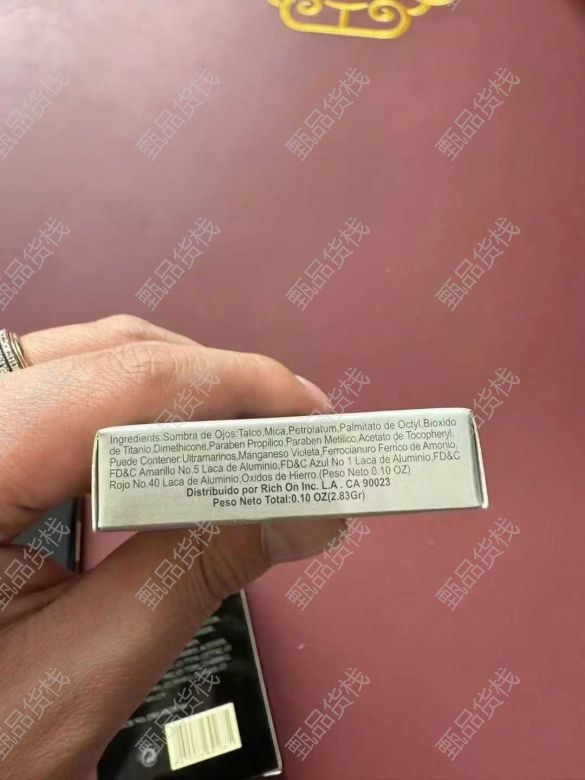 Ingredients:Sombra de Ojos:Talco,Mica,Petrolatum,Palmitato de Octyl,Bioxido
de Titanio,Dimethicone,Paraben Propilico,Paraben Metilico,Acetato de Tocopheryl,
Puede Contener:Ultramarinos,Manganeso Violeta,Ferrocianuro Ferrico de Amonio,
FD&C Amarillo No.5 Laca de Aluminio,FD&C Azul No 1 Laca de Aluminio,FD&C
Rojo No.40 Laca de Aluminio,Oxidos de Hierro.(Peso Neto 0.10 OZ)
Distribuido por Rich On Inc. L.A . CA 90023
Peso Neto Total:0.10 OZ(2.83Gr)
甄品货栈